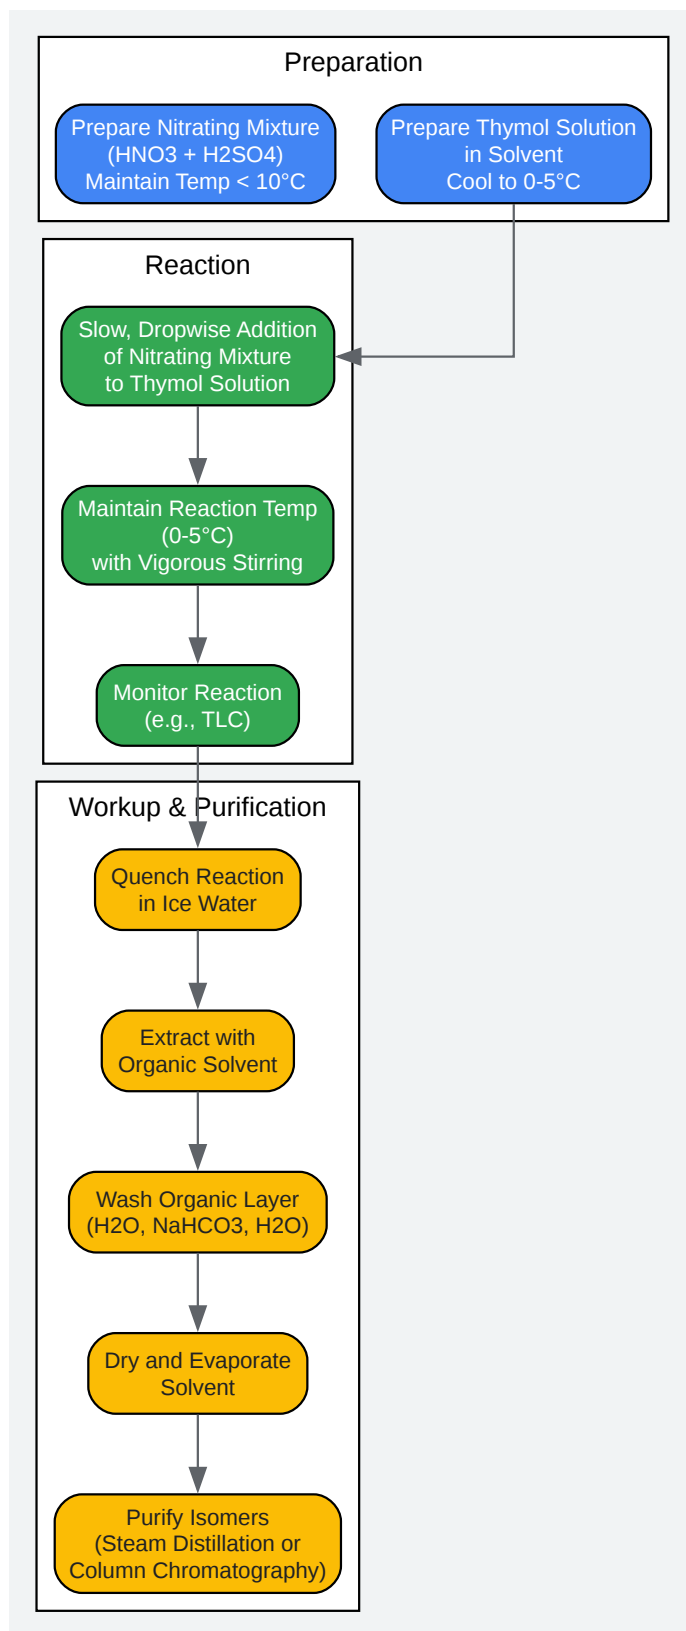 Preparation
Prepare Nitrating Mixture
(HNO3 + H2SO4)
Maintain Temp < 10°C
Prepare Thymol Solution
in Solvent
Cool to 0-5°C
Reaction
Slow, Dropwise Addition
of Nitrating Mixture
to Thymol Solution
Maintain Reaction Temp
(0-5°C)
with Vigorous Stirring
Monitor Reaction
(e.g., TLC)
Workup & Purification
Quench Reaction
in Ice Water
Extract with
Organic Solvent
Wash Organic Layer
(H2O, NaHCO3, H2O)
Dry and Evaporate
Solvent
Purify Isomers
(Steam Distillation or
Column Chromatography)